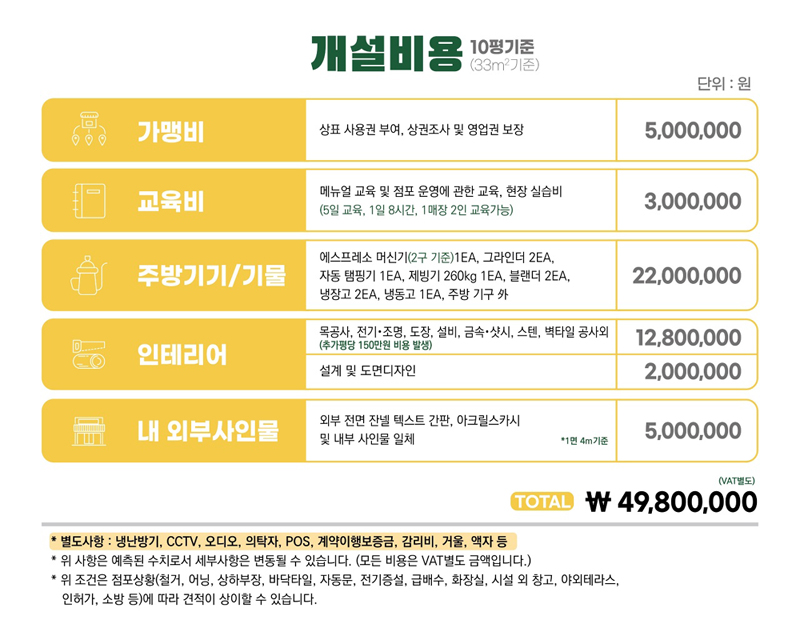 개설비용 10평기준
(33m²기준)
단위 : 원
가맹비
상표 사용권 부여, 상권조사 및 영업권 보장
5,000,000
교육비
메뉴얼 교육 및 점포 운영에 관한 교육, 현장 실습비
(5일 교육, 1일 8시간, 1매장 2인 교육가능)
3,000,000
주방기기/기물
에스프레소 머신기(2구 기준)1EA, 그라인더 2EA,
자동 탬핑기 1EA, 제빙기 260kg 1EA, 블랜더 2EA,
냉장고 2EA, 냉동고 1EA, 주방 기구 外
22,000,000
인테리어
목공사, 전기•조명, 도장, 설비, 금속•샷시, 스텐, 벽타일 공사외
(추가평당 150만원 비용 발생)
12,800,000
설계 및 도면디자인
2,000,000
내 외부사인물
외부 전면 잔넬 텍스트 간판, 아크릴스카시
및 내부 사인물 일체
*1면 4m기준
5,000,000
(VAT별도)
TOTAL ₩ 49,800,000
* 별도사항 : 냉난방기, CCTV, 오디오, 의탁자, POS, 계약이행보증금, 감리비, 거울, 액자 등
* 위 사항은 예측된 수치로서 세부사항은 변동될 수 있습니다. (모든 비용은 VAT별도 금액입니다.)
* 위 조건은 점포상황(철거, 어닝, 상하부장, 바닥타일, 자동문, 전기증설, 급배수, 화장실, 시설 외 창고, 야외테라스,
인허가, 소방 등)에 따라 견적이 상이할 수 있습니다.